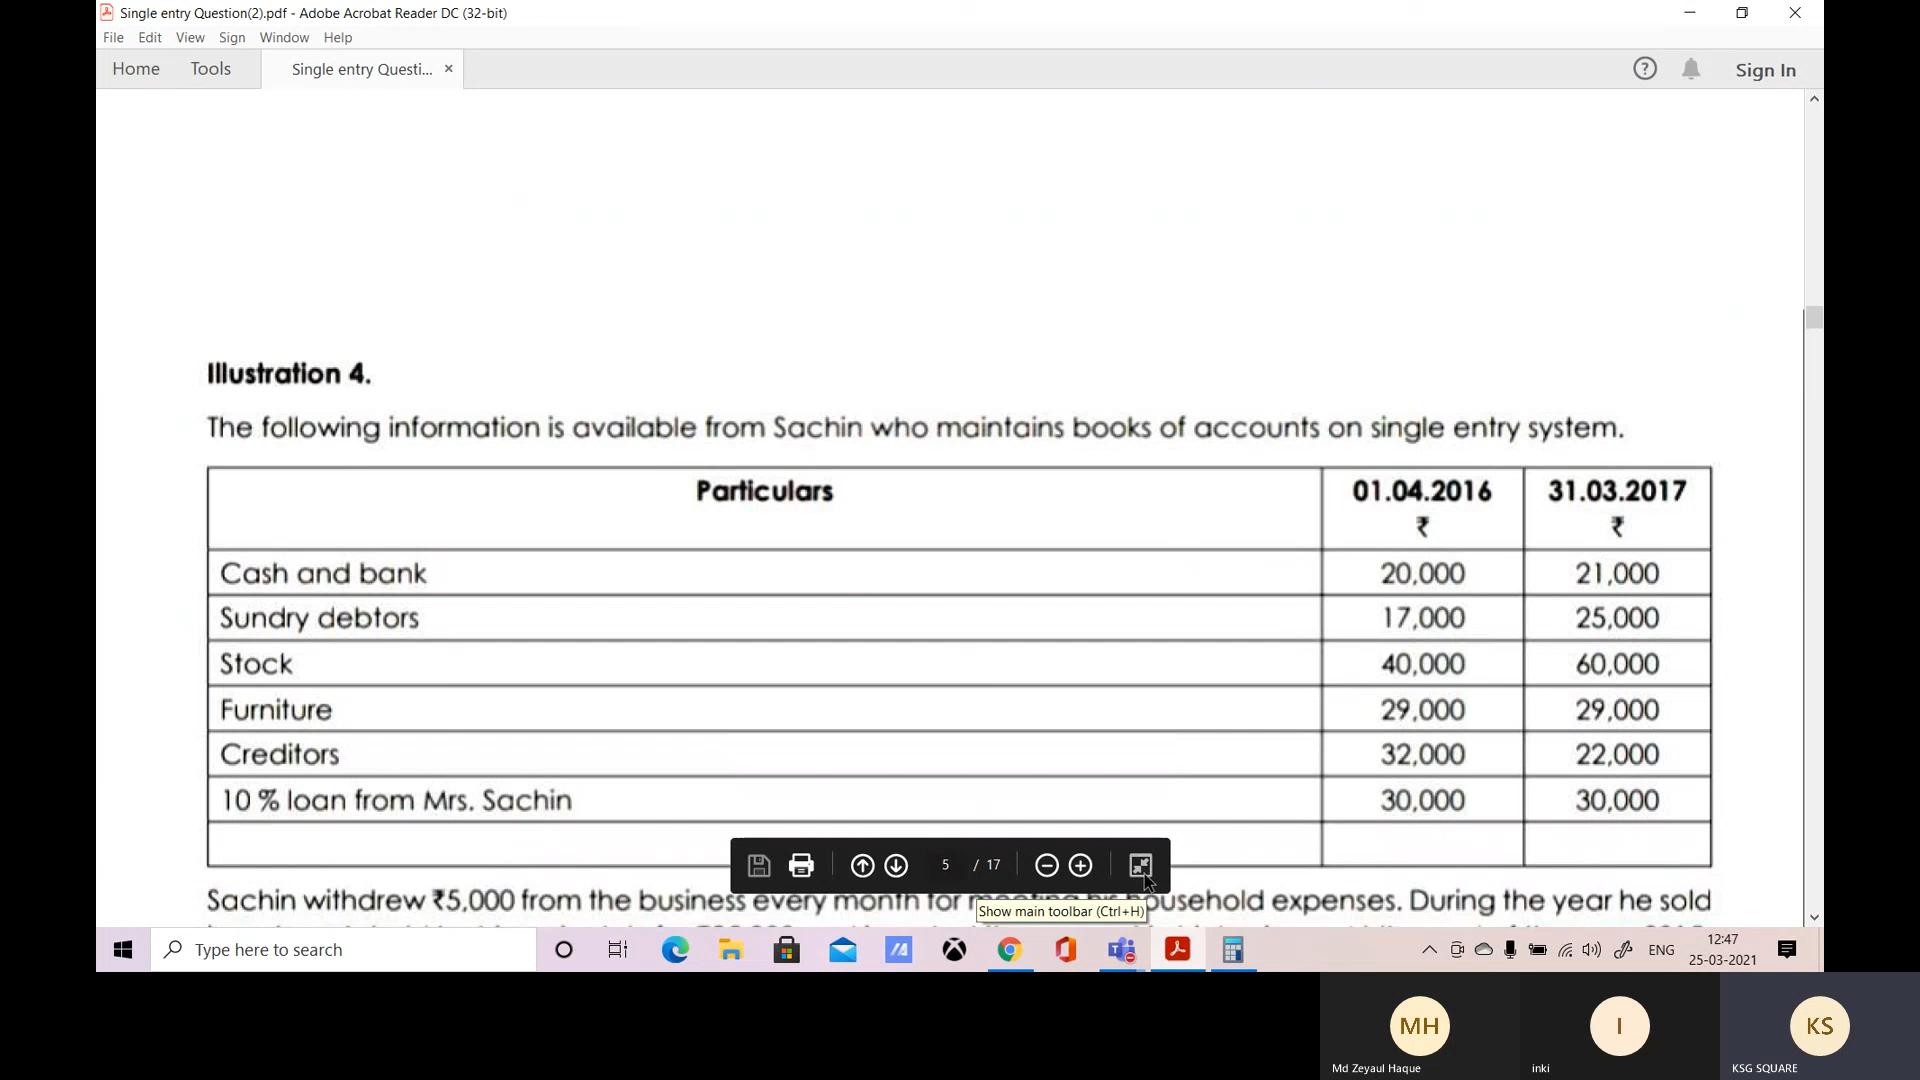 Single entry Question(2).pdf - Adobe Acrobat Reader DC (32-bit)
File Edit View Sign Window Help
Home Tools Single entry Questi... × Sign In
Illustration 4.
The following information is available from Sachin who maintains books of accounts on single entry system.
Particulars 01.04.2016 31.03.2017
₹ ₹
Cash and bank 20,000 21,000
Sundry debtors 17,000 25,000
Stock 40,000 60,000
Furniture 29,000 29,000
Creditors 32,000 22,000
10 % loan from Mrs. Sachin 30,000 30,000
5 / 17
Sachin withdrew ₹5,000 from the business every month for household expenses. During the year he sold
Show main toolbar (Ctrl+H)
Type here to search ENG 12:47
25-03-2021
MH I KS
Md Zeyaul Haque inki KSG SQUARE